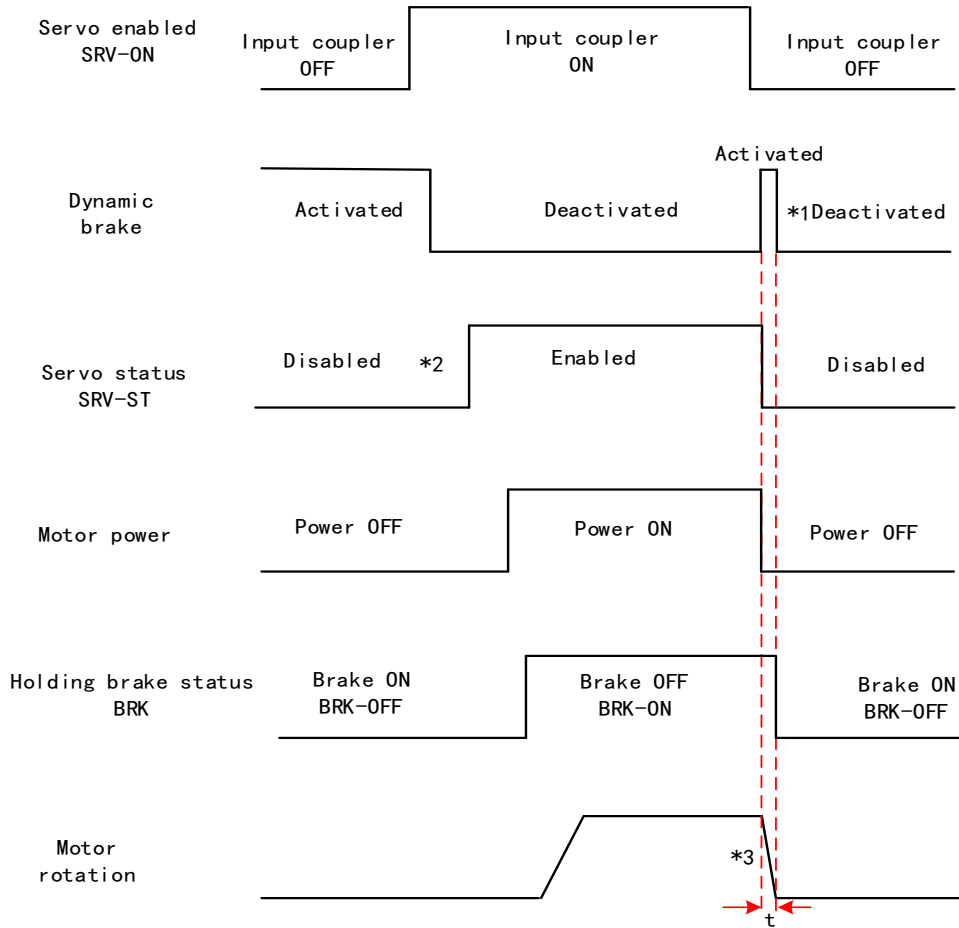 Servo enabled
SRV-ON
Input coupler
OFF
Input coupler
ON
Input coupler
OFF
Activated
Dynamic
brake
Activated
Deactivated
*1Deactivated
Servo status
SRV-ST
Disabled
*2
Enabled
Disabled
Motor power
Power OFF
Power ON
Power OFF
Holding brake status
BRK
Brake ON
BRK-OFF
Brake OFF
BRK-ON
Brake ON
BRK-OFF
Motor
rotation
*3
t